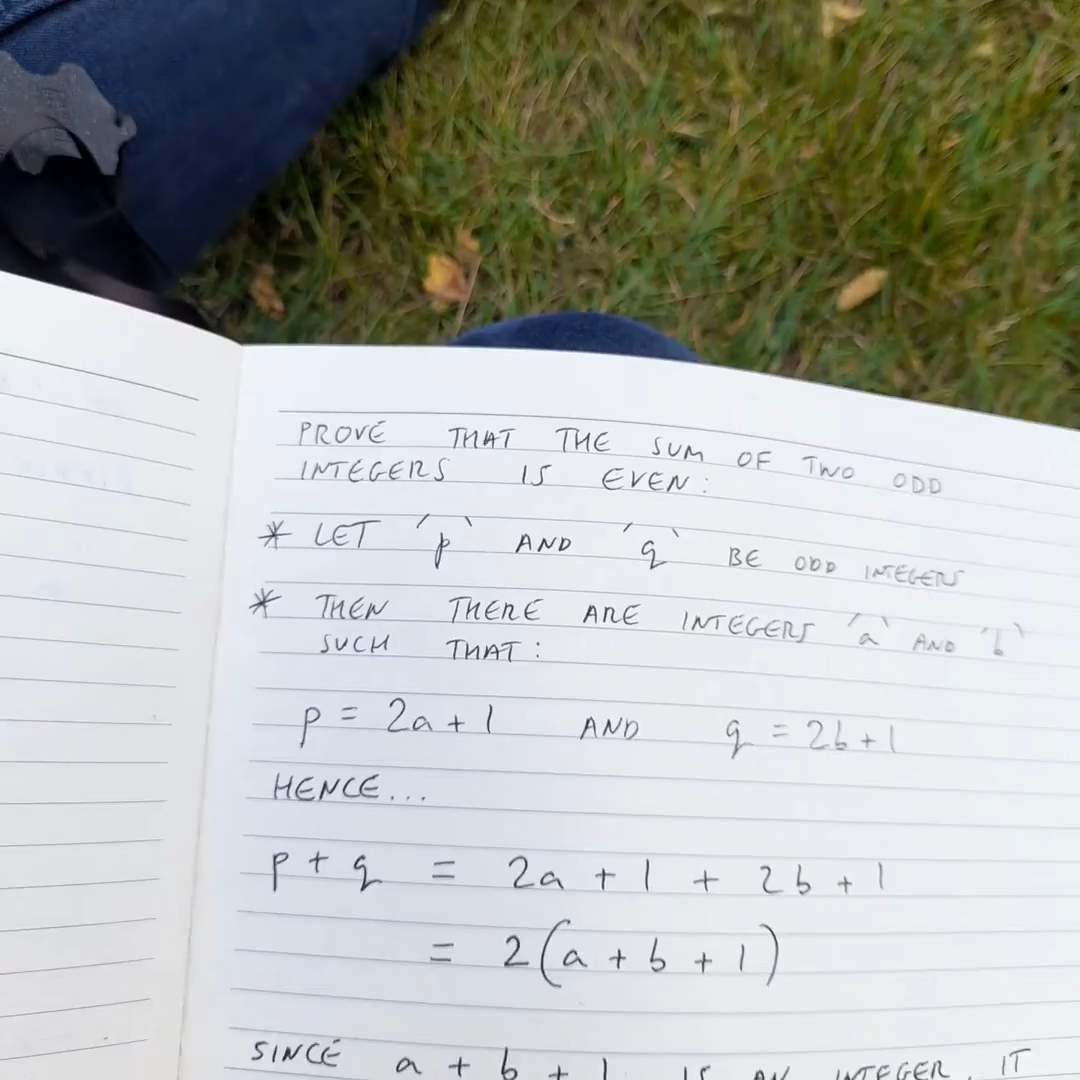 PROVE THAT THE SUM OF TWO ODD
INTEGERS IS EVEN:
* LET ´p` AND ´q` BE ODD INTEGERS
* THEN THERE ARE INTEGERS ´a` AND ´b`
SUCH THAT:
p = 2a + 1 AND q = 2b + 1
HENCE...
p + q = 2a + 1 + 2b + 1
= 2(a + b + 1)
SINCE a + b + 1 IS AN INTEGER, IT